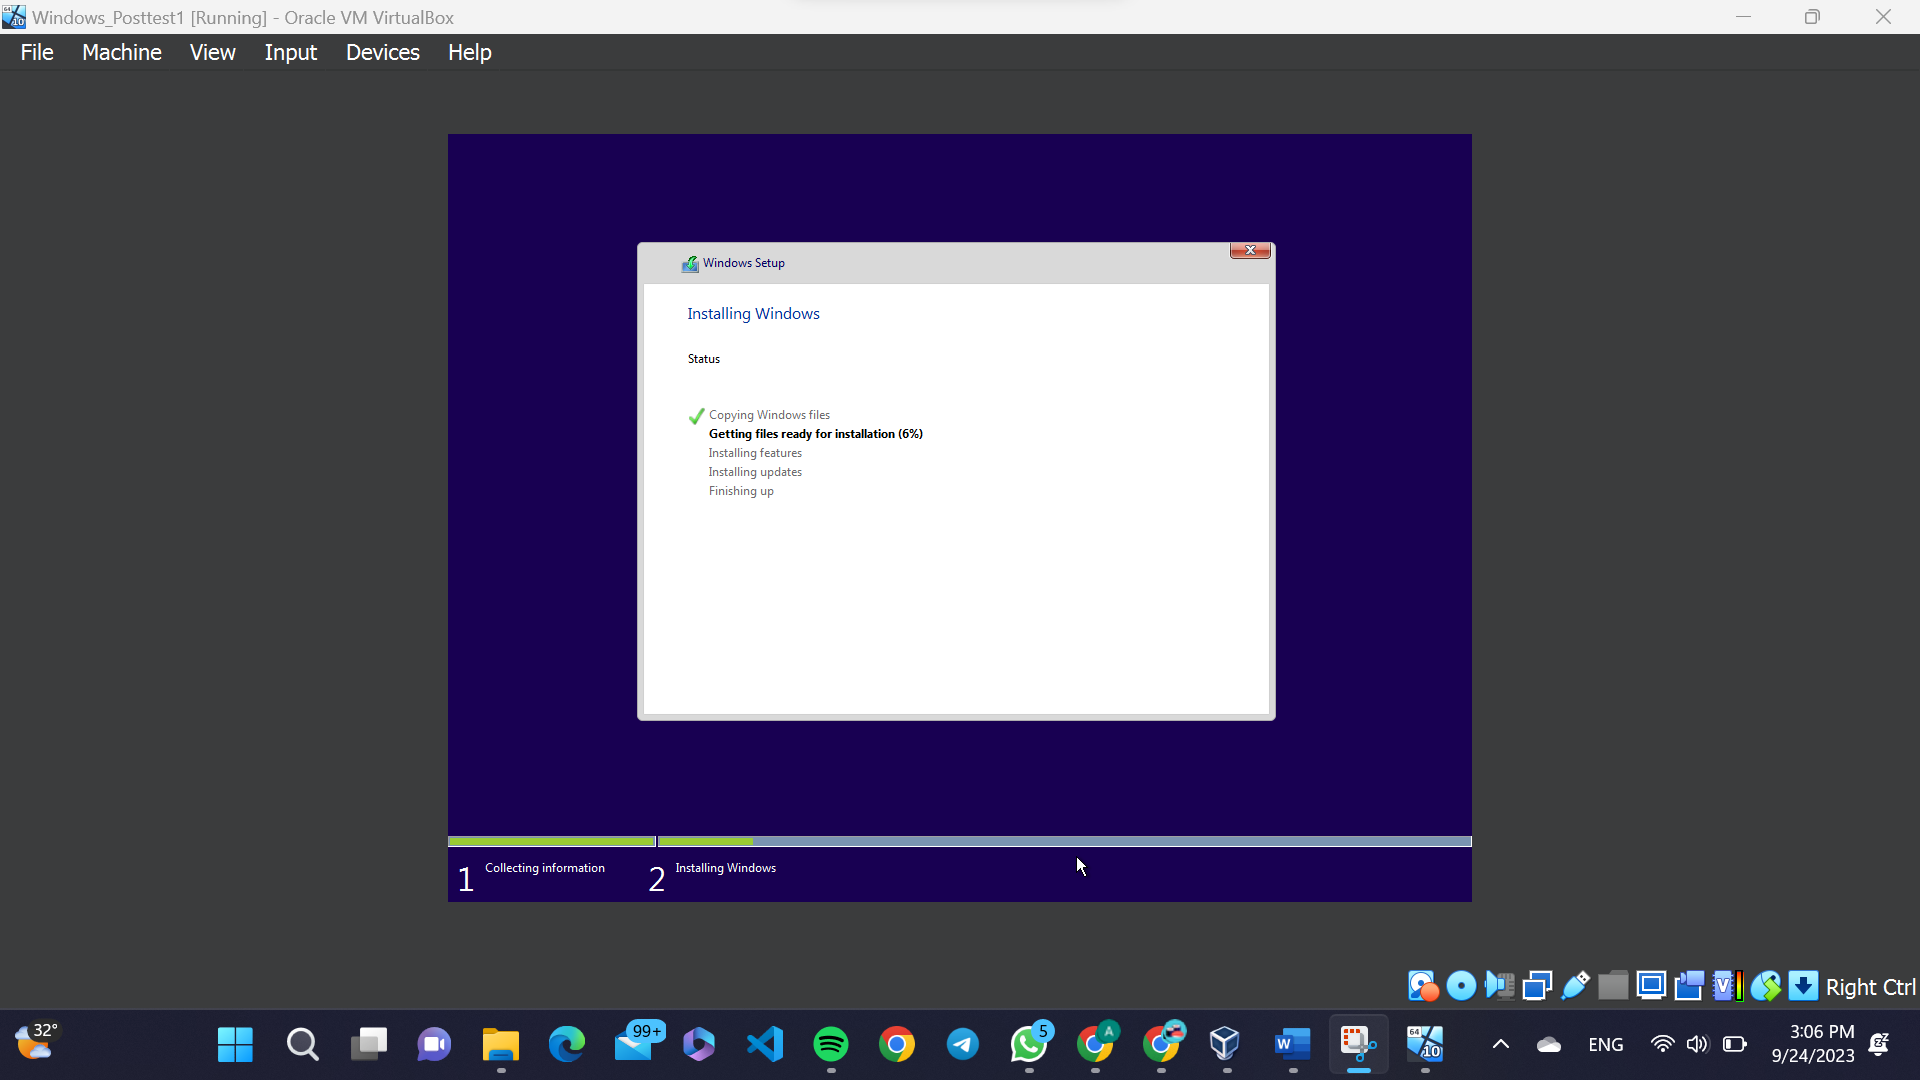 Windows_Posttest1 [Running] - Oracle VM VirtualBox
File Machine View Input Devices Help
Windows Setup
Installing Windows
Status
Copying Windows files
Getting files ready for installation (6%)
Installing features
Installing updates
Finishing up
1 Collecting information 2 Installing Windows
Right Ctrl
32° 99+ 5 A W 64 10 ENG 3:06 PM
9/24/2023